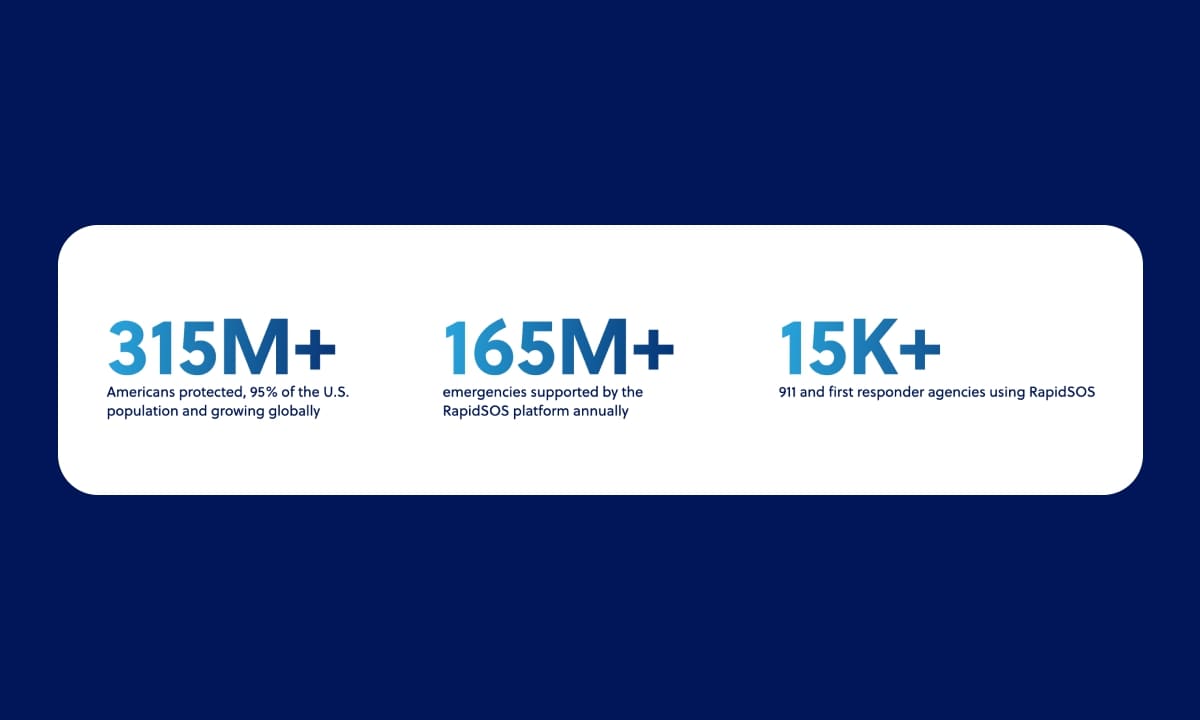 315M+
Americans protected, 95% of the U.S.
population and growing globally
165M+
emergencies supported by the
RapidSOS platform annually
15K+
911 and first responder agencies using RapidSOS